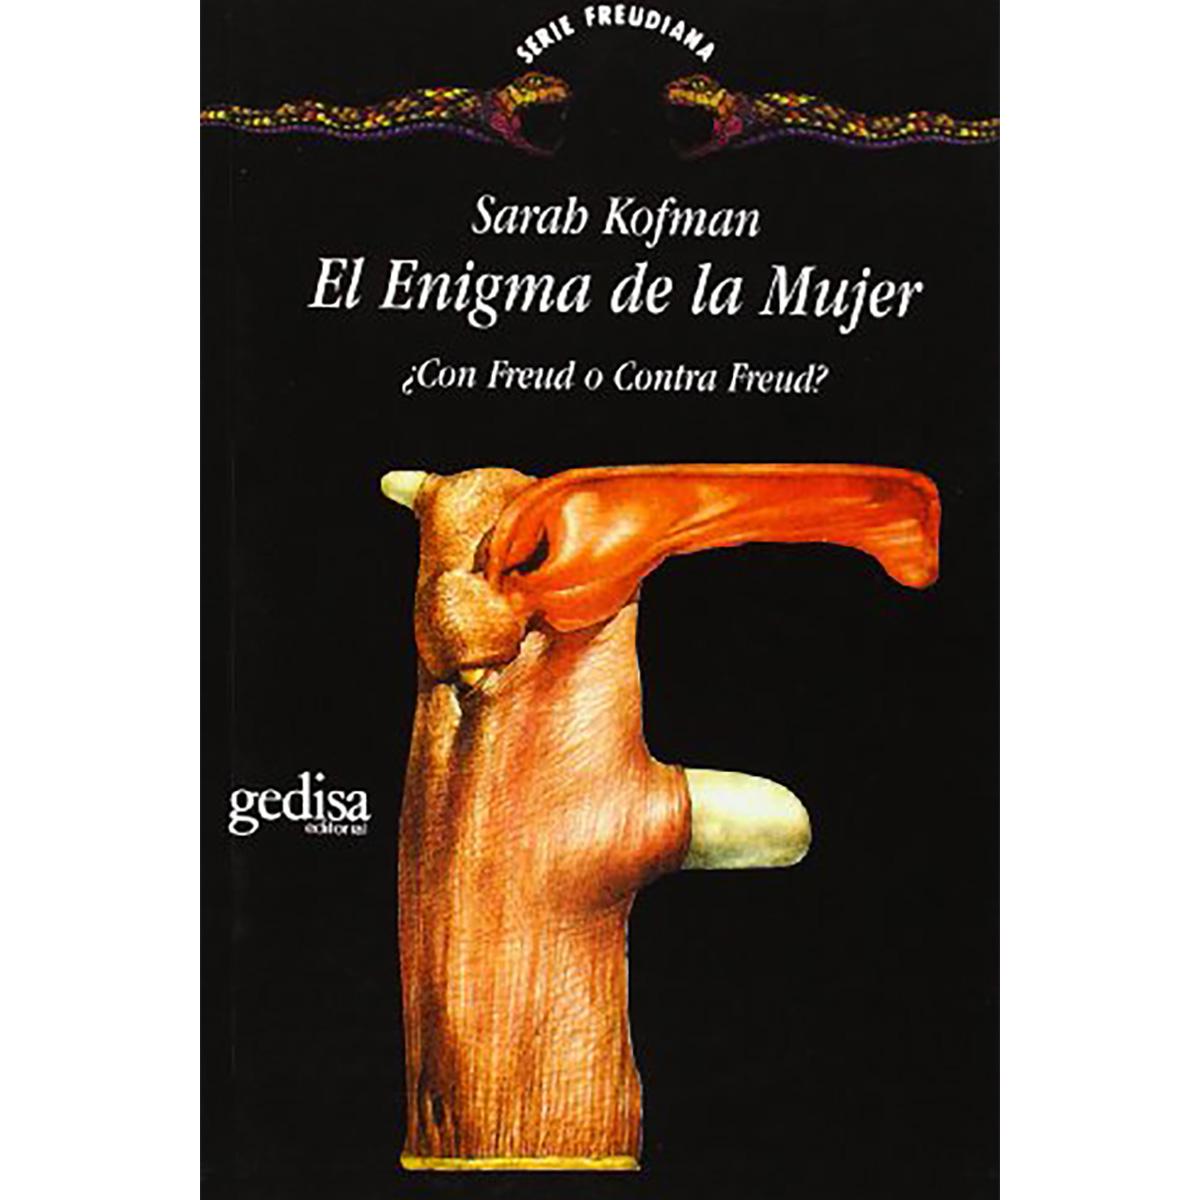 SERIE FREUDIANA
Sarah Kofman
El Enigma de la Mujer
¿Con Freud o Contra Freud?
gedisa
editorial